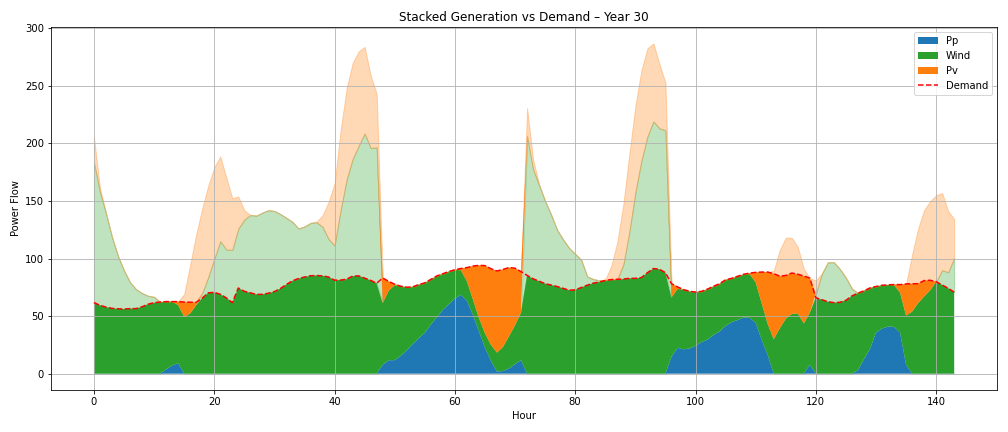 Stacked Generation vs Demand – Year 30
Power Flow
300
250
200
150
100
50
0
Pp
Wind
Pv
Demand
0 20 40 60 80 100 120 140
Hour